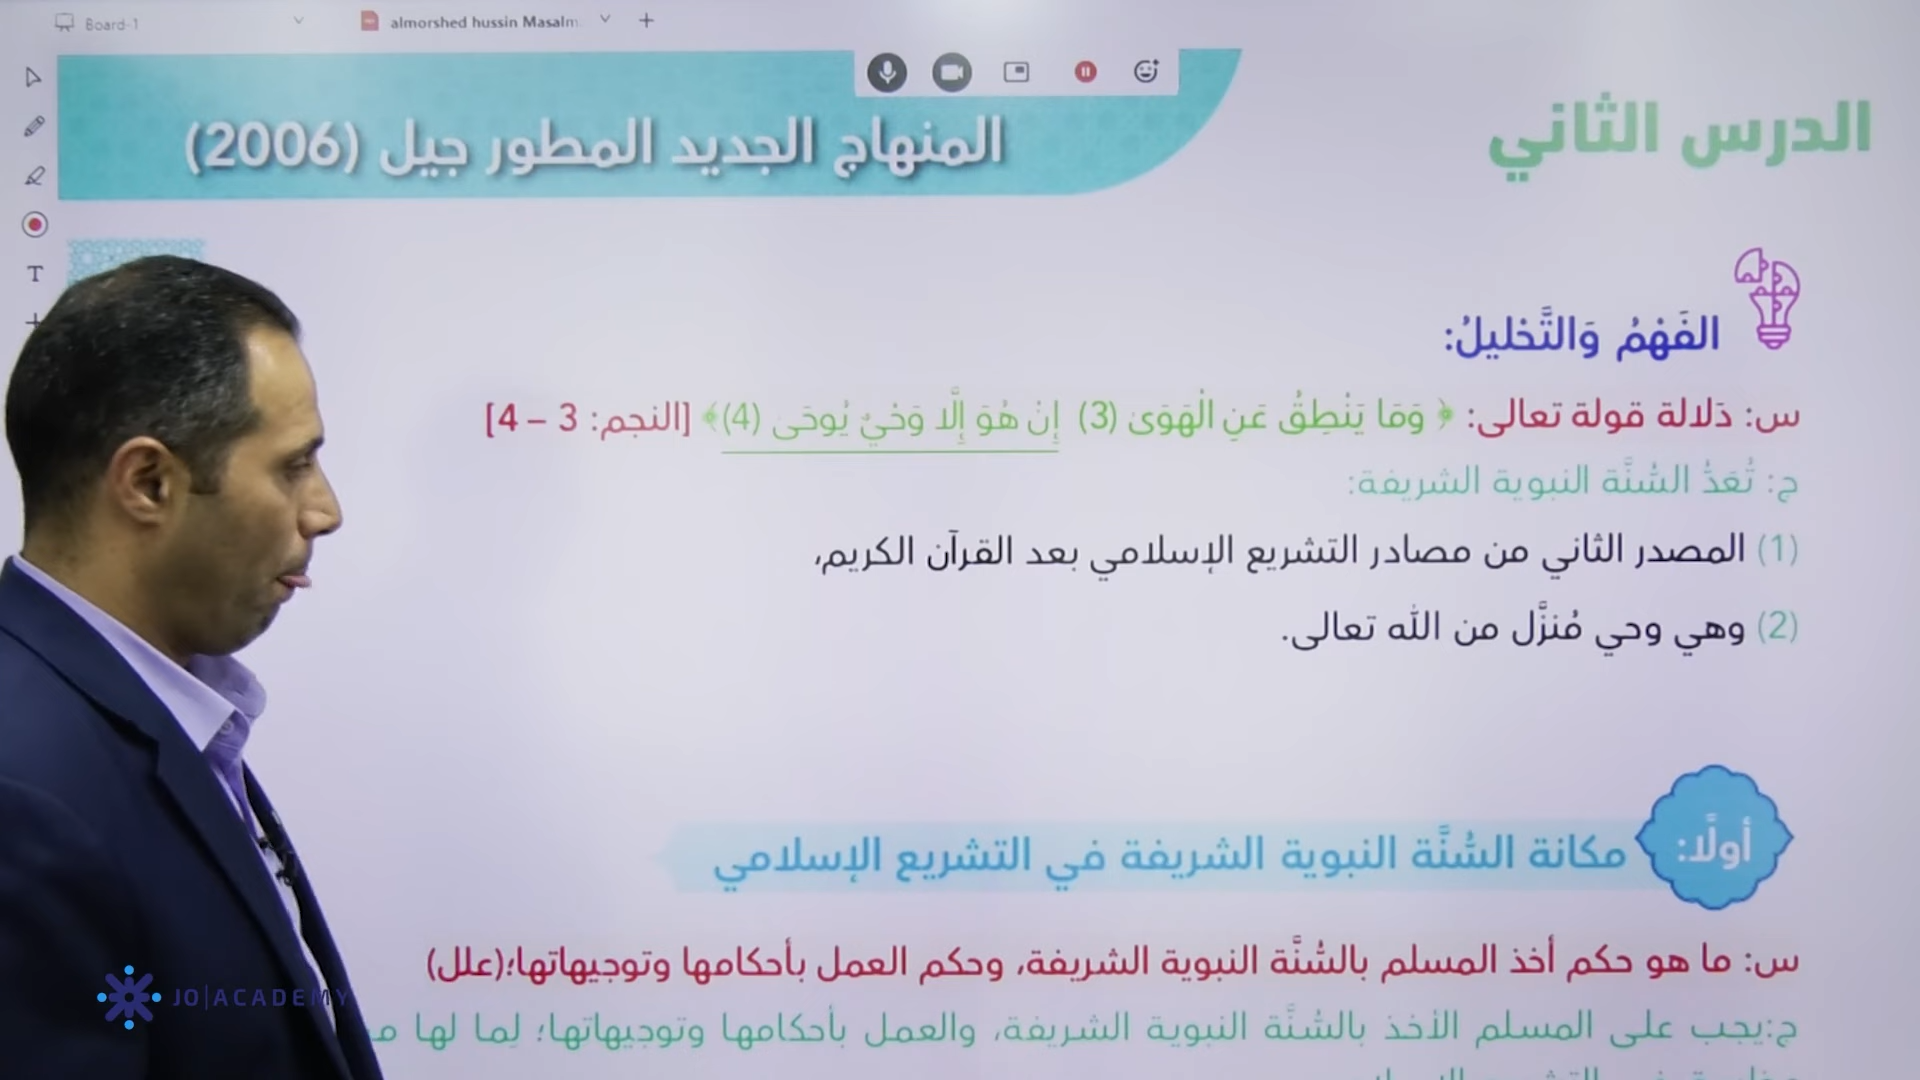 Board-1
almorshed hussin Masalm
الدرس الثاني
المنهاج الجديد المطور جيل (2006)
الفَهْمُ وَالتَّحْليلُ:
س: دَلالة قولة تعالى: ﴿ وَمَا يَنْطِقُ عَنِ الْهَوَىٰ (3) إِنْ هُوَ إِلَّا وَحْيٌ يُوحَى (4)﴾ [النجم: 3 – 4]
ج: تُعَدُّ السُّنَّة النبوية الشريفة:
(1) المصدر الثاني من مصادر التشريع الإسلامي بعد القرآن الكريم،
(2) وهي وحي مُنزَّل من الله تعالى.
أولًا: مكانة السُّنَّة النبوية الشريفة في التشريع الإسلامي
س: ما هو حكم أخذ المسلم بالسُّنَّة النبوية الشريفة، وحكم العمل بأحكامها وتوجيهاتها؛(علل)
ج:يجب على المسلم الأخذ بالسُّنَّة النبوية الشريفة، والعمل بأحكامها وتوجيهاتها؛ لِما لها
JO|ACADEMY